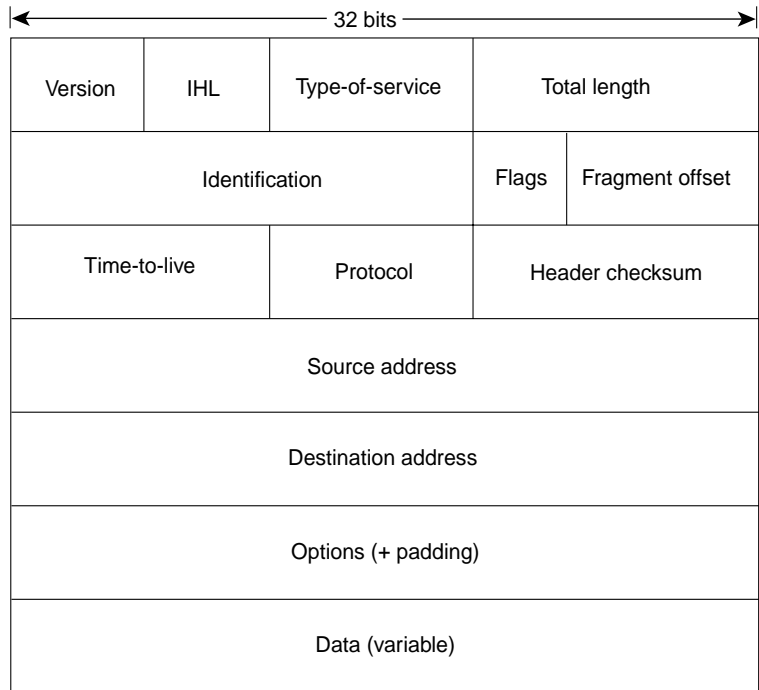 32 bits
Version IHL Type-of-service Total length
Identification Flags Fragment offset
Time-to-live Protocol Header checksum
Source address
Destination address
Options (+ padding)
Data (variable)